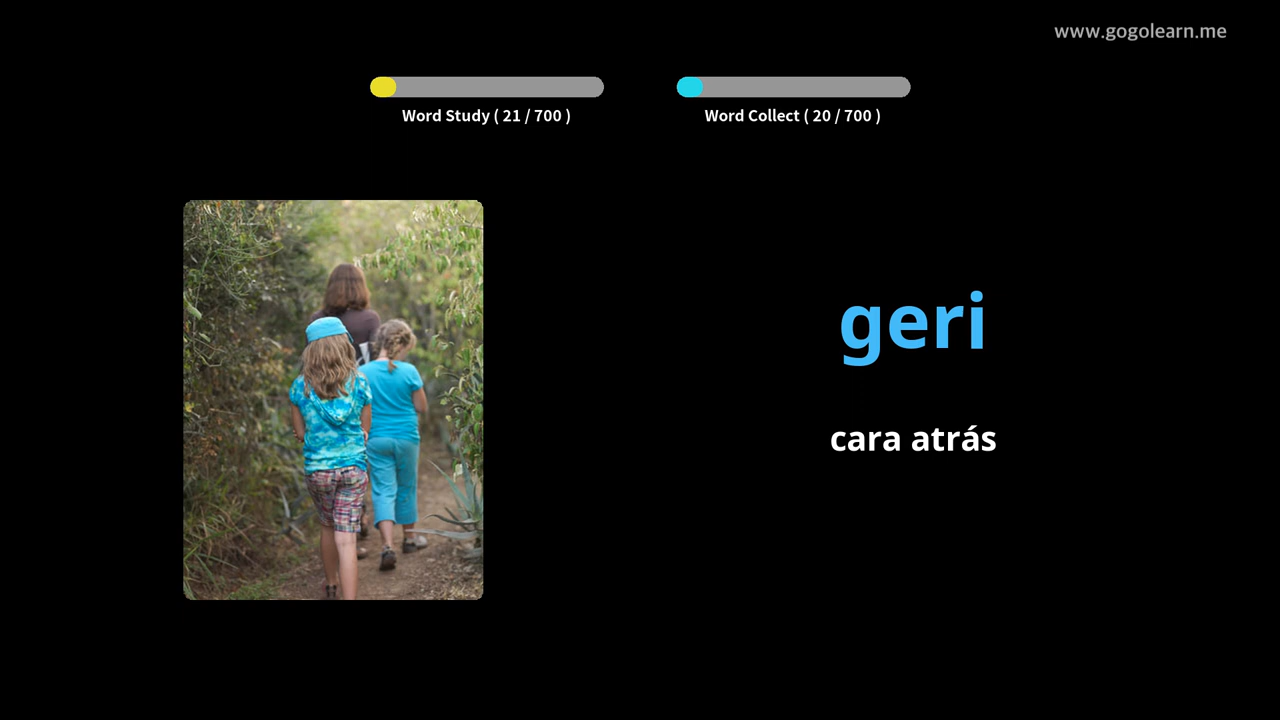 www.gogolearn.me
Word Study ( 21 / 700 )
Word Collect ( 20 / 700 )
geri
cara atrás